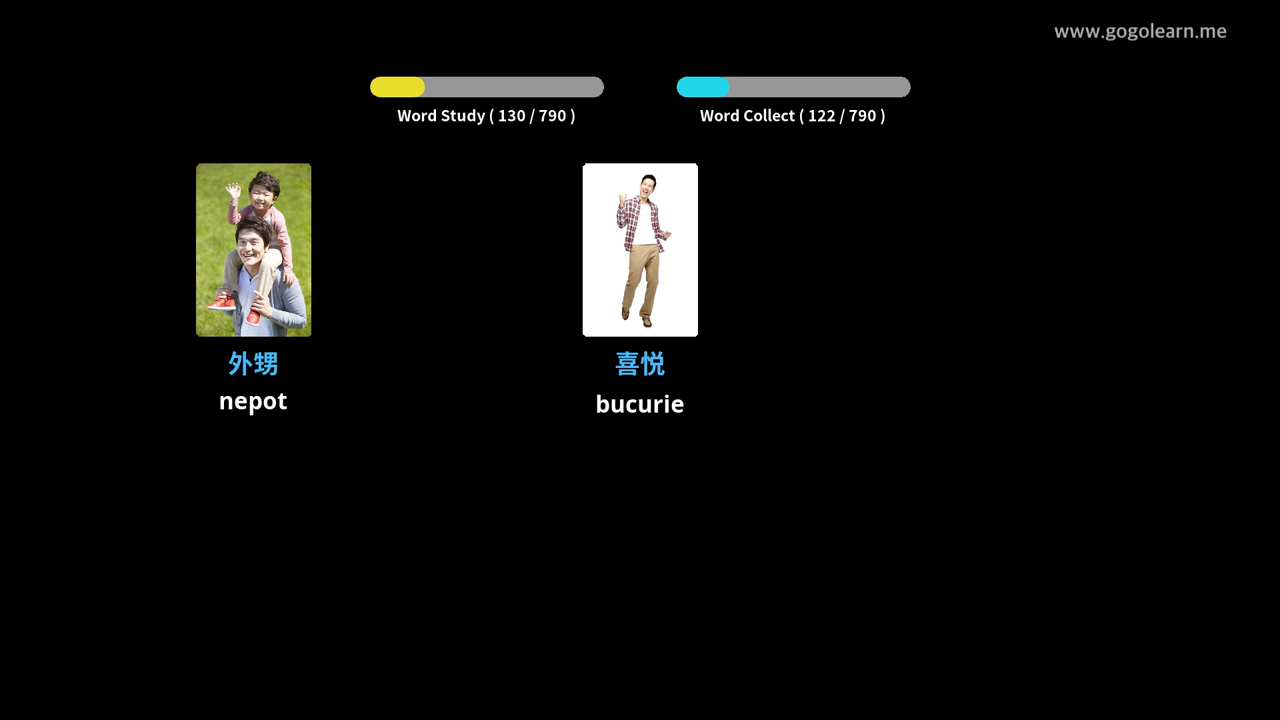 www.gogolearn.me
Word Study ( 130 / 790 )
Word Collect ( 122 / 790 )
外甥
nepot
喜悦
bucurie